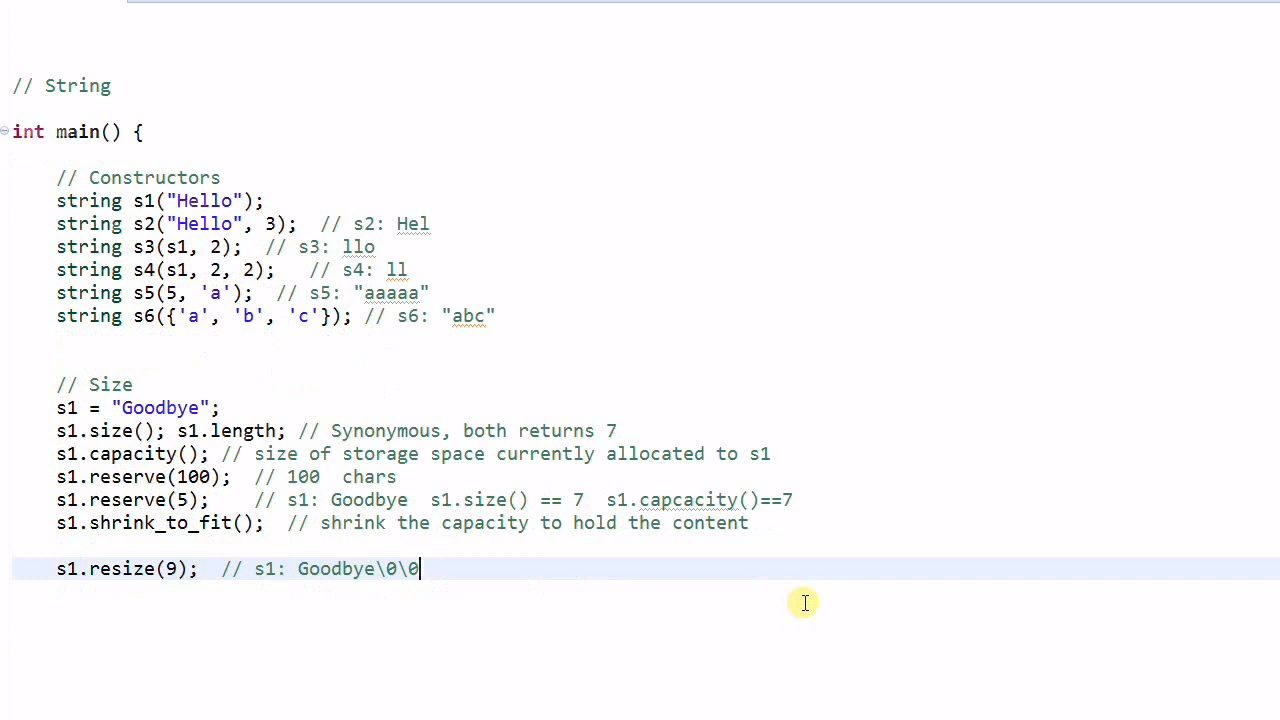 // String
int main() {
// Constructors
string s1("Hello");
string s2("Hello", 3);  // s2: Hel
string s3(s1, 2);  // s3: llo
string s4(s1, 2, 2);   // s4: ll
string s5(5, 'a');  // s5: "aaaaa"
string s6({'a', 'b', 'c'}); // s6: "abc"
// Size
s1 = "Goodbye";
s1.size(); s1.length; // Synonymous, both returns 7
s1.capacity(); // size of storage space currently allocated to s1
s1.reserve(100);  // 100  chars
s1.reserve(5);    // s1: Goodbye  s1.size() == 7  s1.capcacity()==7
s1.shrink_to_fit();  // shrink the capacity to hold the content
s1.resize(9);  // s1: Goodbye\0\0